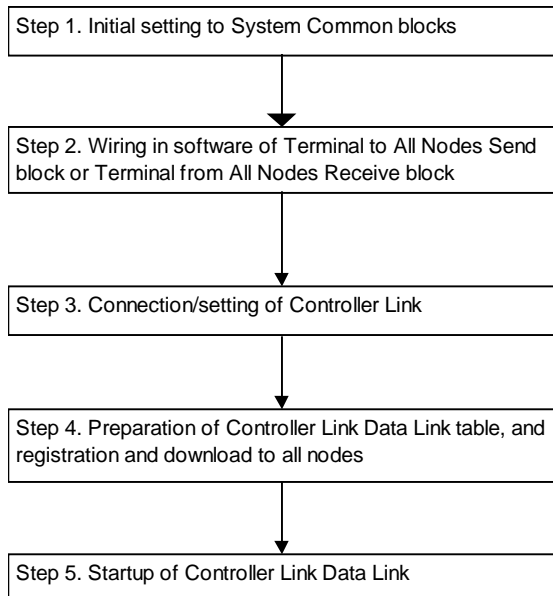 Step 1. Initial setting to System Common blocks
Step 2. Wiring in software of Terminal to All Nodes Send
block or Terminal from All Nodes Receive block
Step 3. Connection/setting of Controller Link
Step 4. Preparation of Controller Link Data Link table, and
registration and download to all nodes
Step 5. Startup of Controller Link Data Link